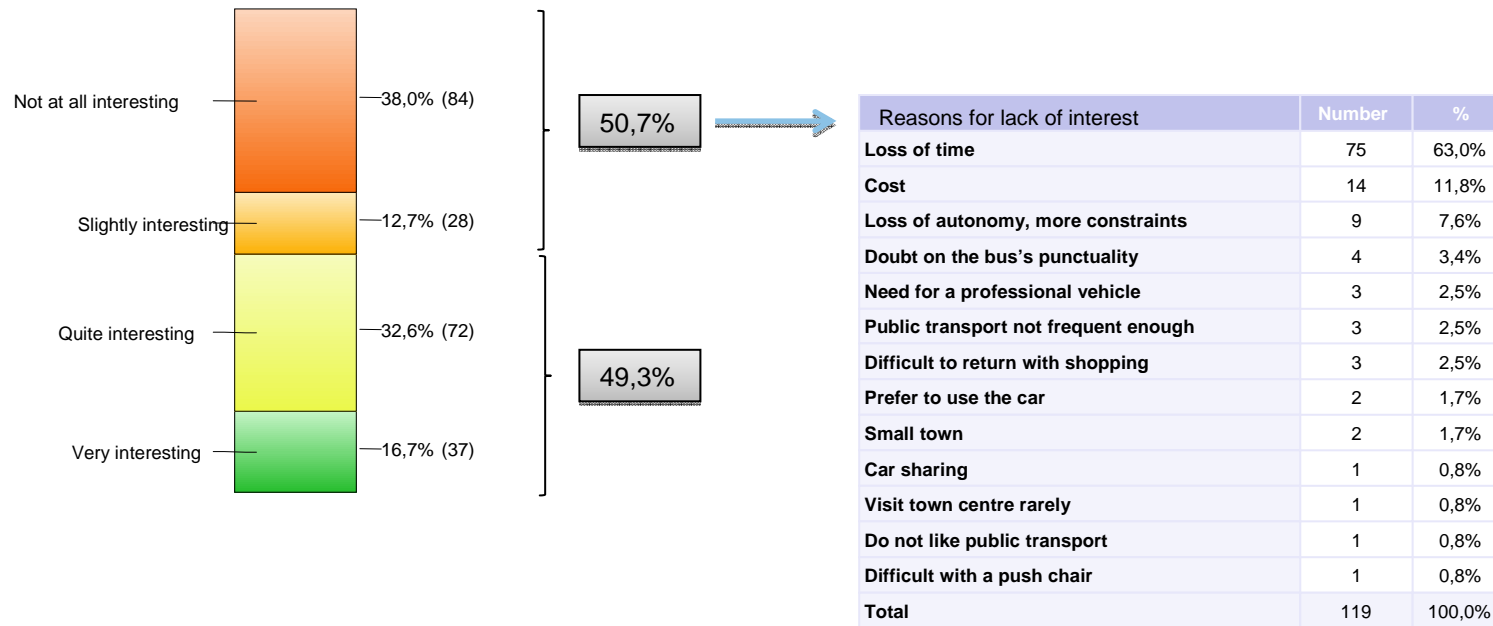 Not at all interesting 38,0% (84)
Slightly interesting 12,7% (28)
Quite interesting 32,6% (72)
Very interesting 16,7% (37)
50,7%
49,3%
Reasons for lack of interest Number %
Loss of time 75 63,0%
Cost 14 11,8%
Loss of autonomy, more constraints 9 7,6%
Doubt on the bus's punctuality 4 3,4%
Need for a professional vehicle 3 2,5%
Public transport not frequent enough 3 2,5%
Difficult to return with shopping 3 2,5%
Prefer to use the car 2 1,7%
Small town 2 1,7%
Car sharing 1 0,8%
Visit town centre rarely 1 0,8%
Do not like public transport 1 0,8%
Difficult with a push chair 1 0,8%
Total 119 100,0%